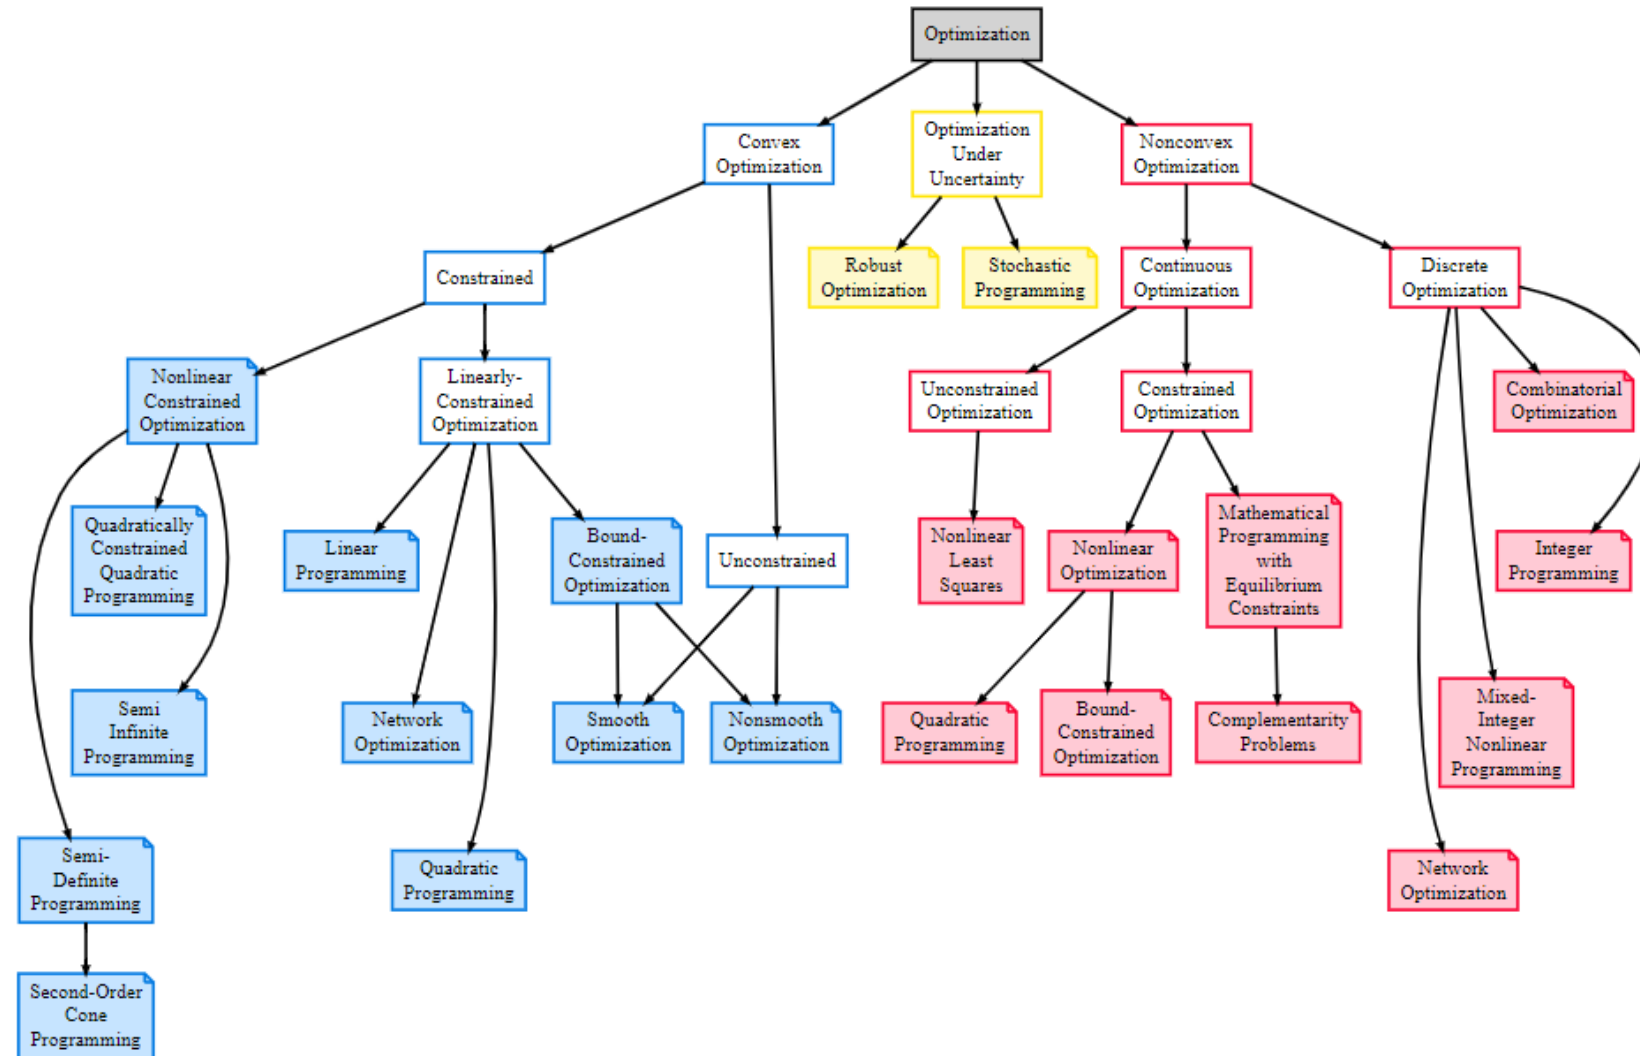 Optimization
Convex
Optimization
Optimization
Under
Uncertainty
Nonconvex
Optimization
Constrained
Robust
Optimization
Stochastic
Programming
Continuous
Optimization
Discrete
Optimization
Nonlinear
Constrained
Optimization
Linearly-
Constrained
Optimization
Unconstrained
Optimization
Constrained
Optimization
Combinatorial
Optimization
Quadratically
Constrained
Quadratic
Programming
Linear
Programming
Bound-
Constrained
Optimization
Unconstrained
Nonlinear
Least
Squares
Nonlinear
Optimization
Mathematical
Programming
with
Equilibrium
Constraints
Integer
Programming
Semi
Infinite
Programming
Network
Optimization
Smooth
Optimization
Nonsmooth
Optimization
Quadratic
Programming
Bound-
Constrained
Optimization
Complementarity
Problems
Mixed-
Integer
Nonlinear
Programming
Semi-
Definite
Programming
Quadratic
Programming
Network
Optimization
Second-Order
Cone
Programming